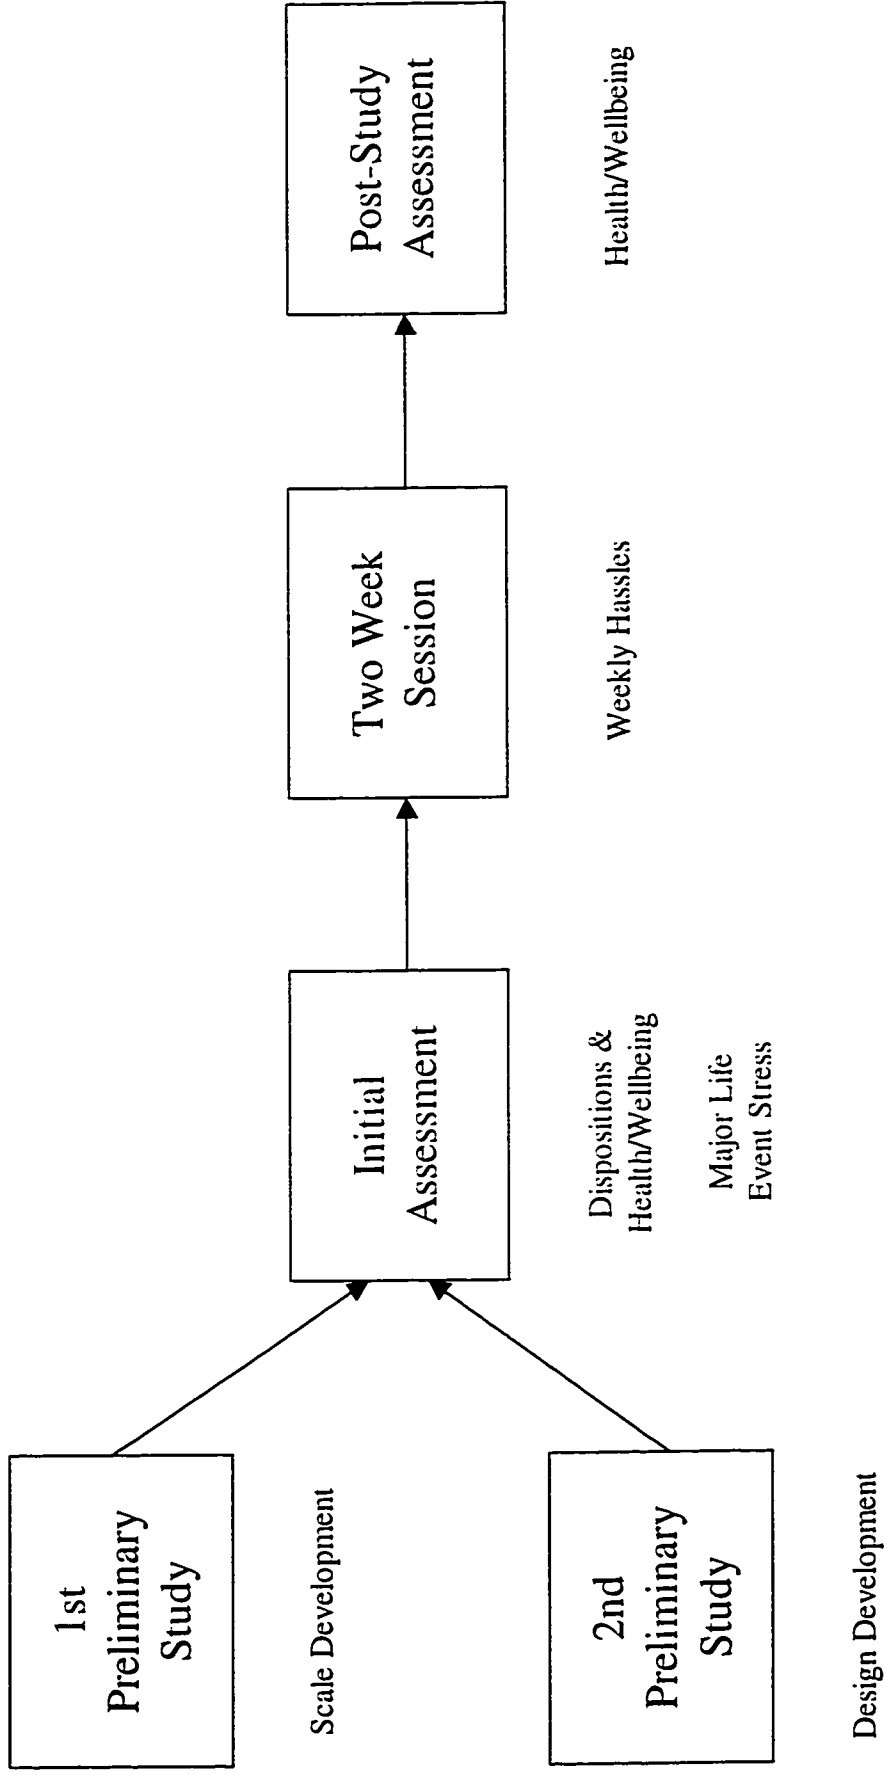 1st
Preliminary
Study
Scale Development
2nd
Preliminary
Study
Design Development
Initial
Assessment
Dispositions &
Health/Wellbeing
Major Life
Event Stress
Two Week
Session
Weekly Hassles
Post-Study
Assessment
Health/Wellbeing